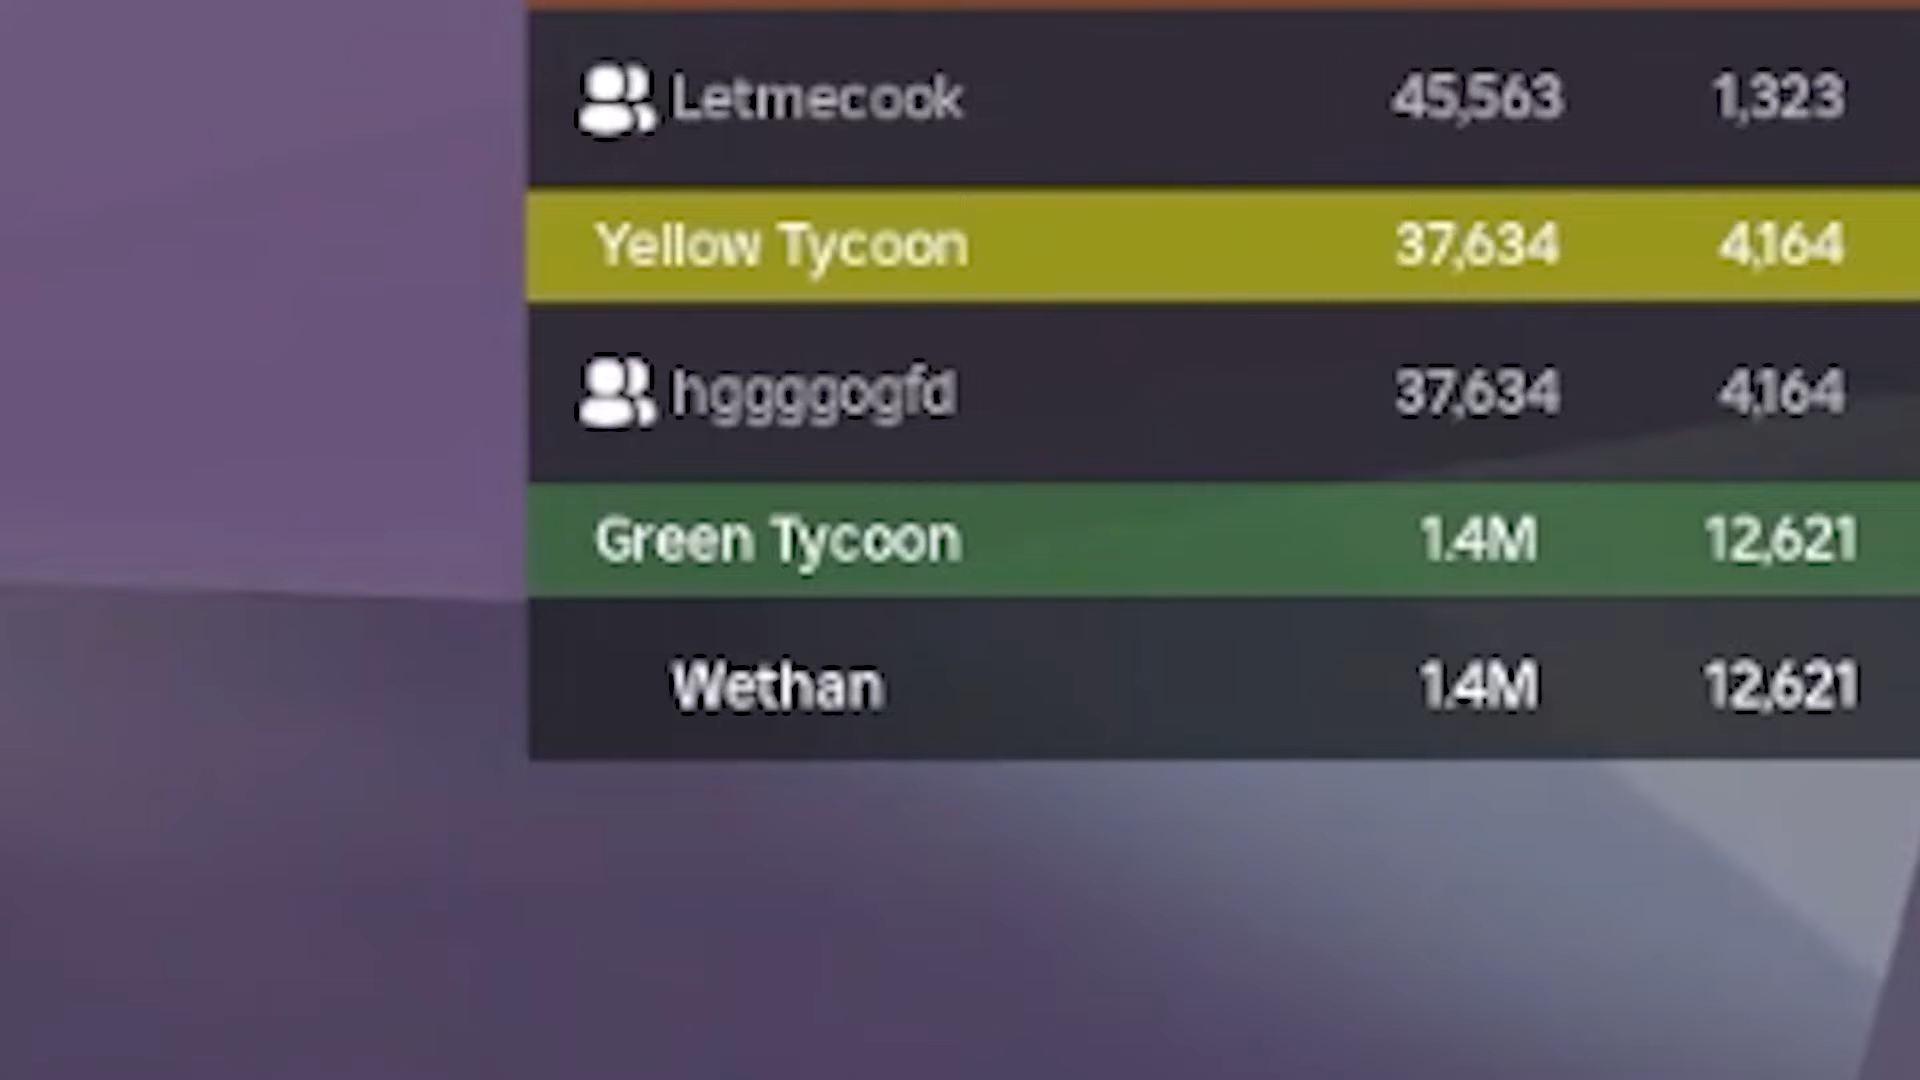 Letmecook 45,563 1,323
Yellow Tycoon 37,634 4,164
hggggogfd 37,634 4,164
Green Tycoon 1.4M 12,621
Wethan 1.4M 12,621